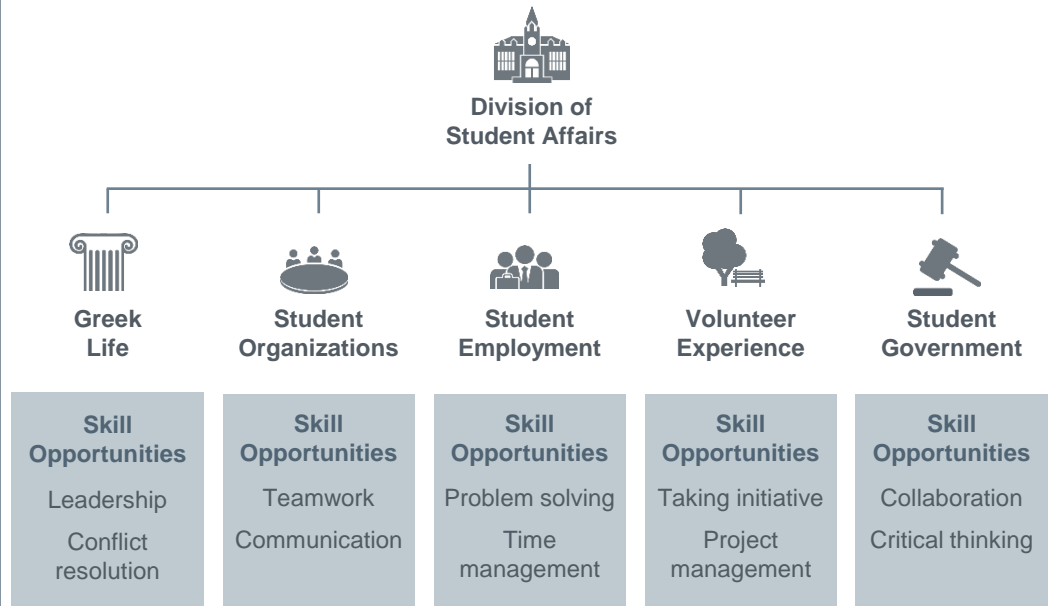 Division of
Student Affairs
Greek
Life
Student
Organizations
Student
Employment
Volunteer
Experience
Student
Government
Skill
Opportunities
Leadership
Conflict
resolution
Skill
Opportunities
Teamwork
Communication
Skill
Opportunities
Problem solving
Time
management
Skill
Opportunities
Taking initiative
Project
management
Skill
Opportunities
Collaboration
Critical thinking